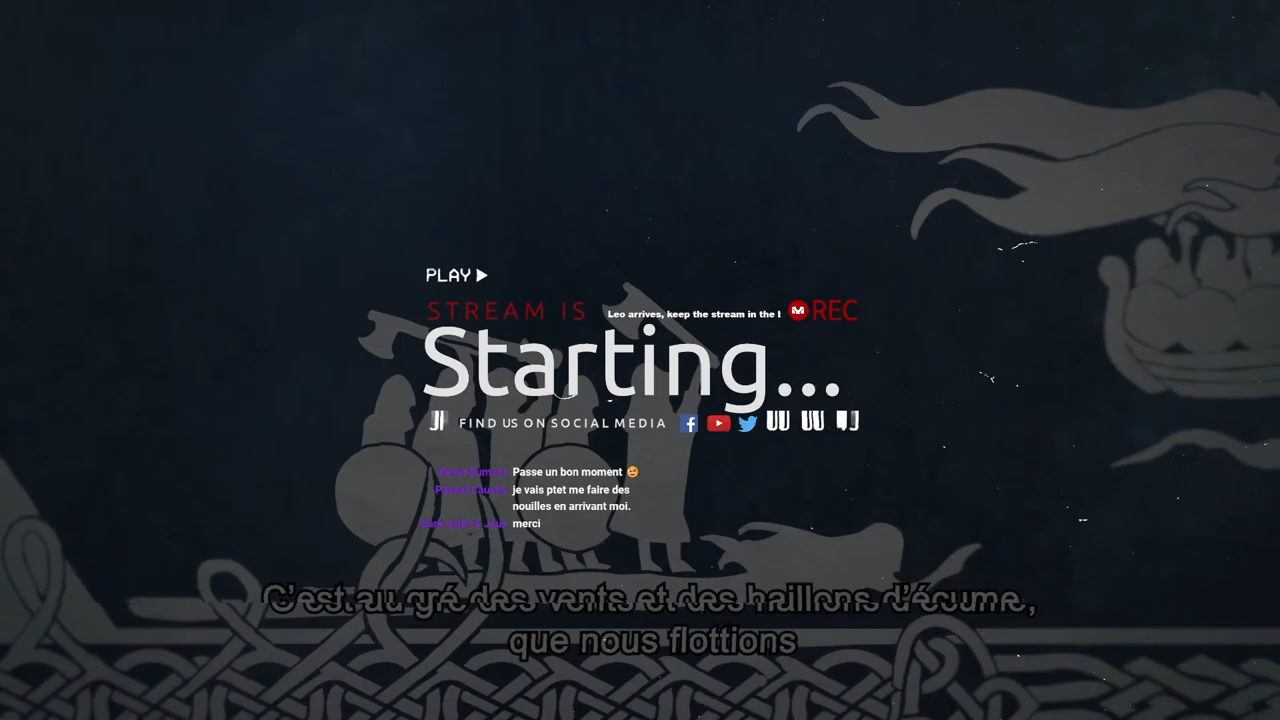 PLAY
STREAM IS
Leo arrives, keep the stream in the
REC
Starting...
FIND US ON SOCIAL MEDIA
Passe un bon moment
je vais ptet me faire des
nouilles en arrivant moi.
merci
C'est au gré des vents et des haillons d'écume,
que nous flottions